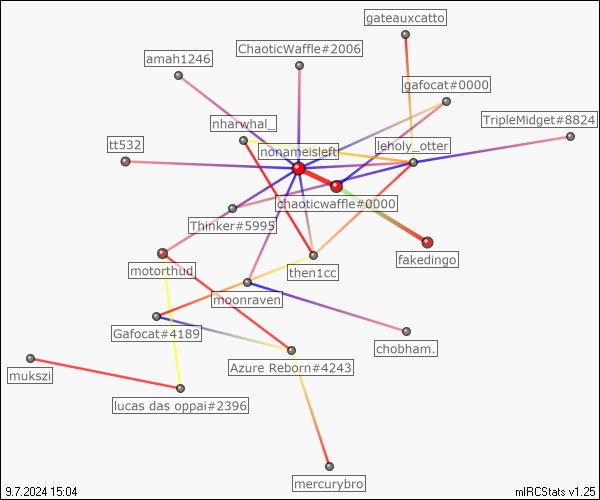 gateauxcatto
ChaoticWaffle#2006
amah1246
gafocat#0000
TripleMidget#8824
nharwhal_
tt532
nonameisleft
leholy_otter
chaoticwaffle#0000
Thinker#5995
fakedingo
motorthud
then1cc
moonraven
Gafocat#4189
chobham.
Azure Reborn#4243
mukszi
lucas das oppai#2396
mercurybro
9.7.2024 15:04
mIRCStats v1.25